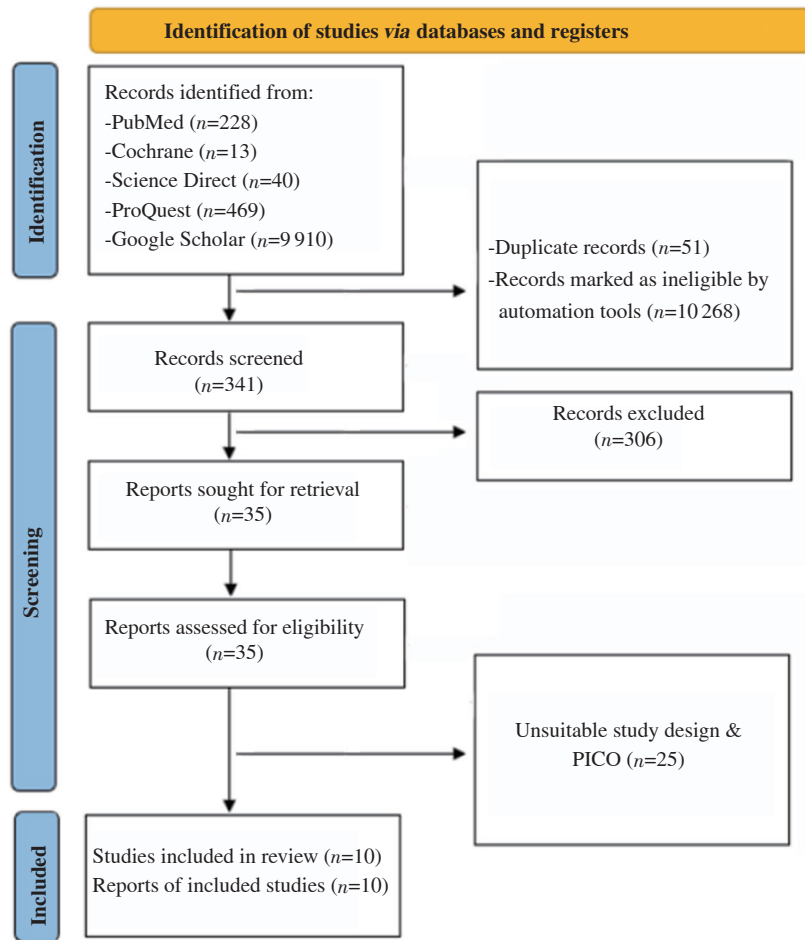 Identification of studies via databases and registers
Identification
Records identified from:
-PubMed (n=228)
-Cochrane (n=13)
-Science Direct (n=40)
-ProQuest (n=469)
-Google Scholar (n=9 910)
-Duplicate records (n=51)
-Records marked as ineligible by
automation tools (n=10 268)
Screening
Records screened
(n=341)
Records excluded
(n=306)
Reports sought for retrieval
(n=35)
Reports assessed for eligibility
(n=35)
Unsuitable study design &
PICO (n=25)
Included
Studies included in review (n=10)
Reports of included studies (n=10)